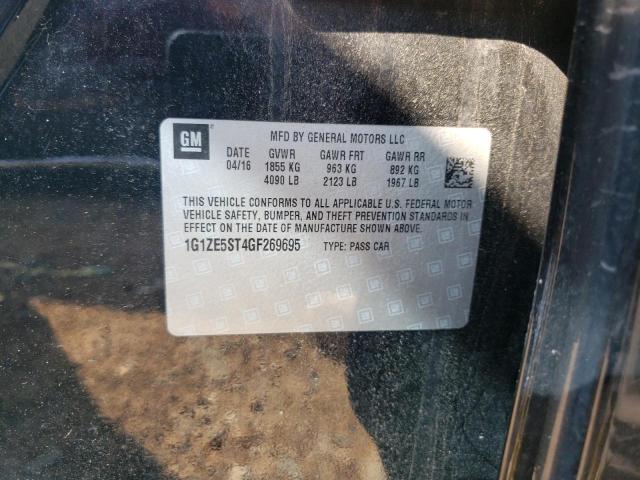 GM
MFD BY GENERAL MOTORS LLC
DATE GVWR GAWR FRT GAWR RR
04/16 1855 KG 963 KG 892 KG
4090 LB 2123 LB 1967 LB
THIS VEHICLE CONFORMS TO ALL APPLICABLE U.S. FEDERAL MOTOR
VEHICLE SAFETY, BUMPER, AND THEFT PREVENTION STANDARDS IN
EFFECT ON THE DATE OF MANUFACTURE SHOWN ABOVE.
1G1ZE5ST4GF269695 TYPE: PASS CAR